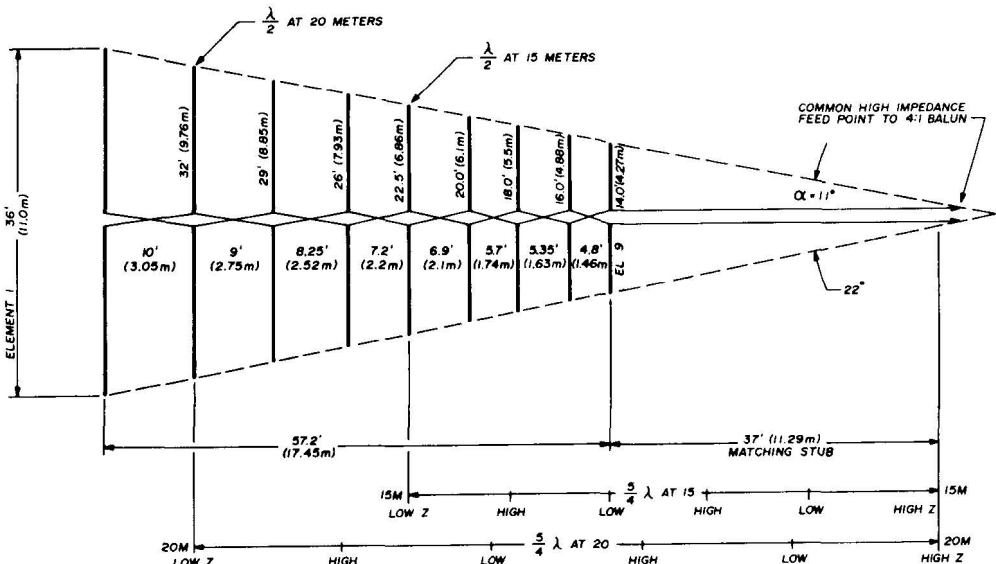 λ/2 AT 20 METERS
λ/2 AT 15 METERS
COMMON HIGH IMPEDANCE
FEED POINT TO 4:1 BALUN
36'
(11.0m)
ELEMENT 1
32' (9.76m)
29' (8.85m)
26' (7.93m)
22.5' (6.86m)
20.0' (6.1m)
18.0' (5.5m)
16.0' (4.88m)
14.0' (4.27m)
α = 11°
10'
(3.05m)
9'
(2.75m)
8.25'
(2.52m)
7.2'
(2.2m)
6.9'
(2.1m)
5.7'
(1.74m)
5.35'
(1.63m)
4.8'
(1.46m
EL 9
22°
57.2'
(17.45m)
37' (11.29m)
MATCHING STUB
15M
5/4 λ AT 15
15M
LOW Z
HIGH
LOW
HIGH
LOW
HIGH Z
20M
5/4 λ AT 20
20M
LOW Z
HIGH
LOW
HIGH
LOW
HIGH Z